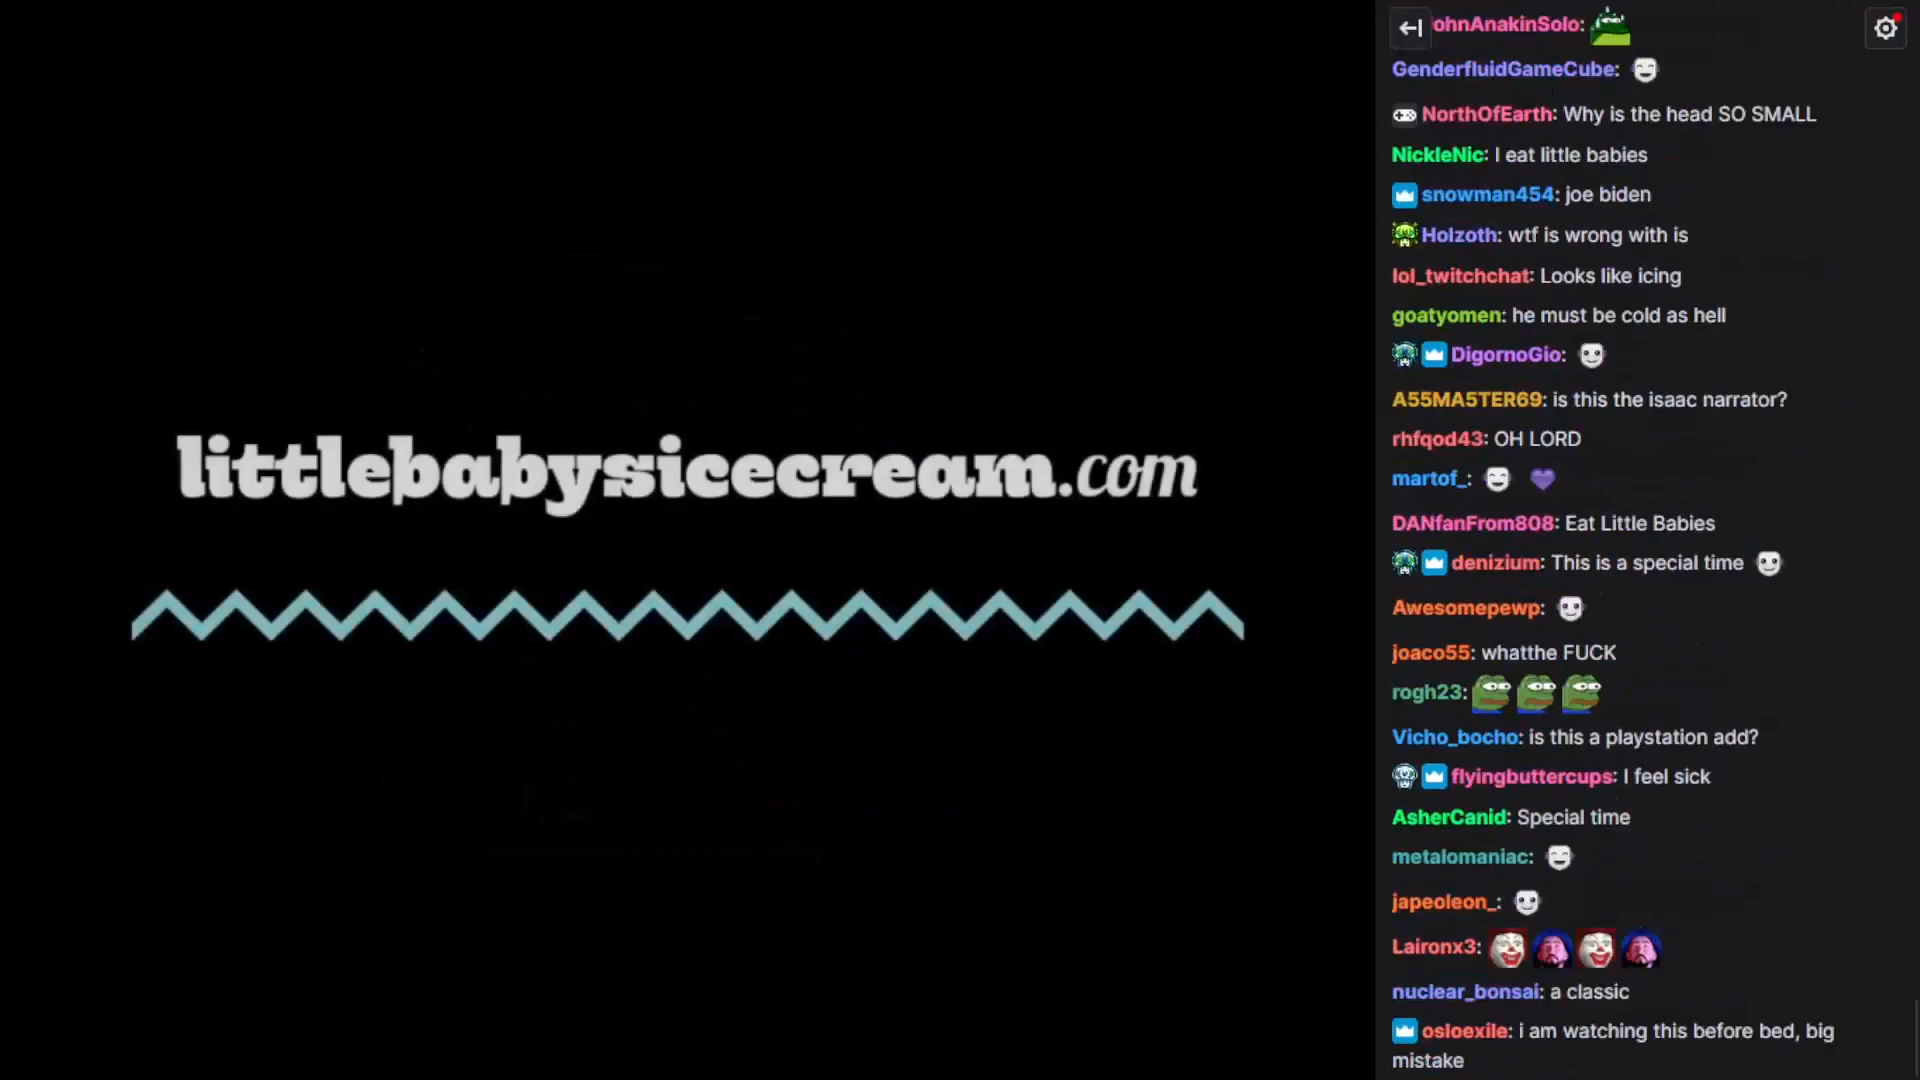 littlebabysicecream.com
ohnAnakinSolo:
GenderfluidGameCube:
NorthOfEarth: Why is the head SO SMALL
NickleNic: I eat little babies
snowman454: joe biden
Holzoth: wtf is wrong with is
lol_twitchchat: Looks like icing
goatyomen: he must be cold as hell
DigornoGio:
A55MA5TER69: is this the isaac narrator?
rhfqod43: OH LORD
martof_:
DANfanFrom808: Eat Little Babies
denizium: This is a special time
Awesomepewp:
joaco55: whatthe FUCK
rogh23:
Vicho_bocho: is this a playstation add?
flyingbuttercups: I feel sick
AsherCanid: Special time
metalomaniac:
japeoleon_:
Laironx3:
nuclear_bonsai: a classic
osloexile: i am watching this before bed, big
mistake